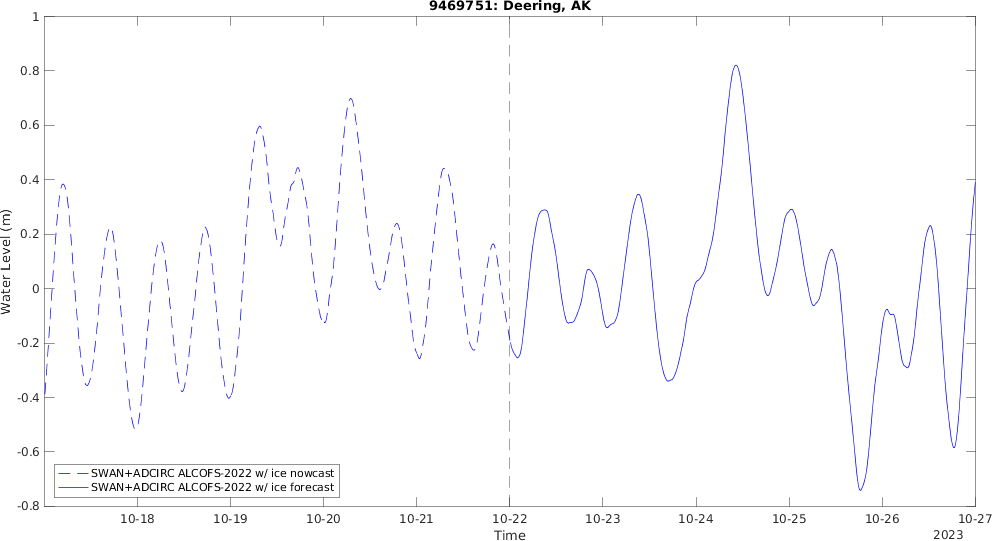 9469751: Deering, AK
Water Level (m)
1
0.8
0.6
0.4
0.2
0
-0.2
-0.4
-0.6
-0.8
SWAN+ADCIRC ALCOFS-2022 w/ ice nowcast
SWAN+ADCIRC ALCOFS-2022 w/ ice forecast
10-18 10-19 10-20 10-21 10-22 10-23 10-24 10-25 10-26 10-27
Time
2023